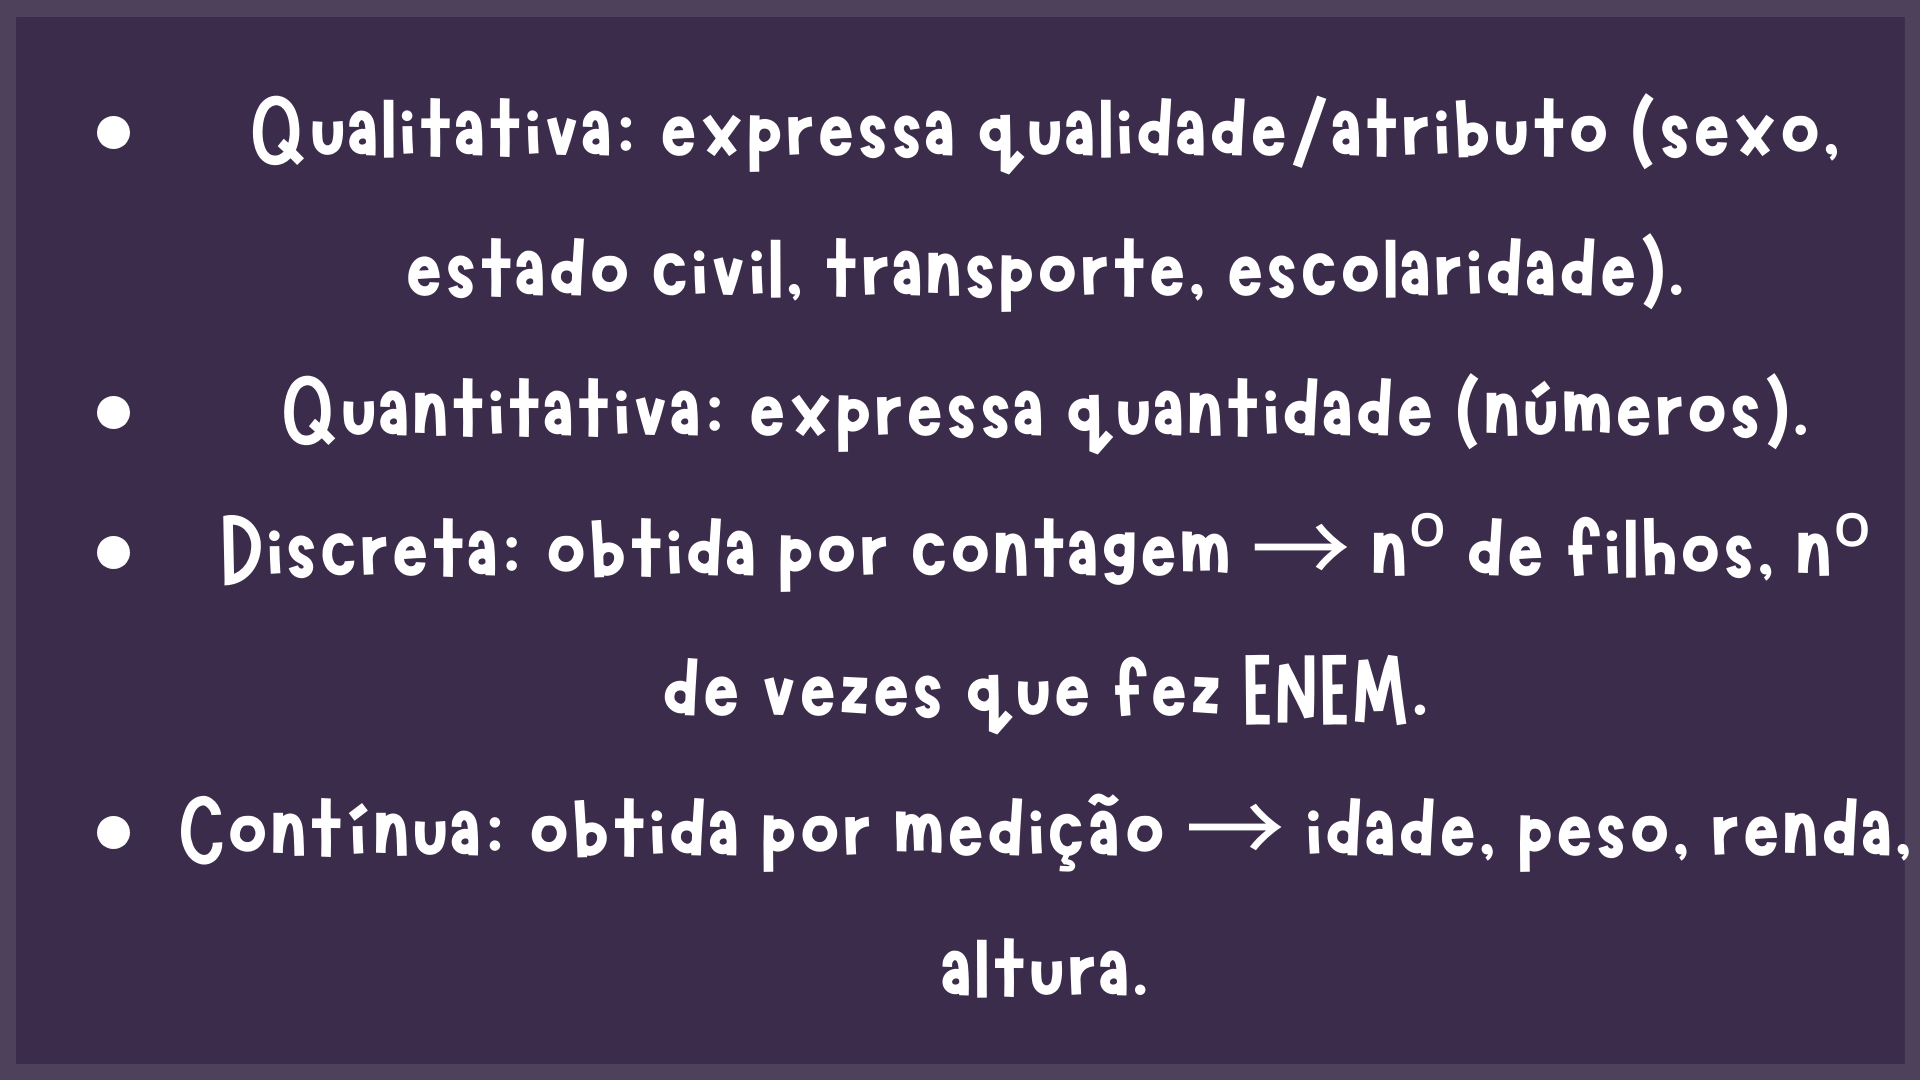 • Qualitativa: expressa qualidade/atributo (sexo,
estado civil, transporte, escolaridade).
• Quantitativa: expressa quantidade (números).
• Discreta: obtida por contagem → nº de filhos, nº
de vezes que fez ENEM.
• Contínua: obtida por medição → idade, peso, renda,
altura.